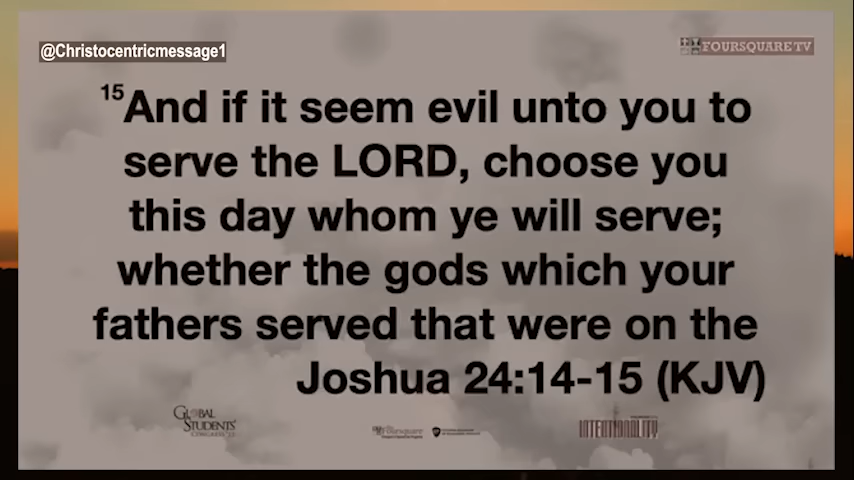 @Christocentricmessage1
FOURSQUARE TV
15And if it seem evil unto you to
serve the LORD, choose you
this day whom ye will serve;
whether the gods which your
fathers served that were on the
Joshua 24:14-15 (KJV)
GLOBAL
STUDENTS'
Foursquare
INTENTIONALITY